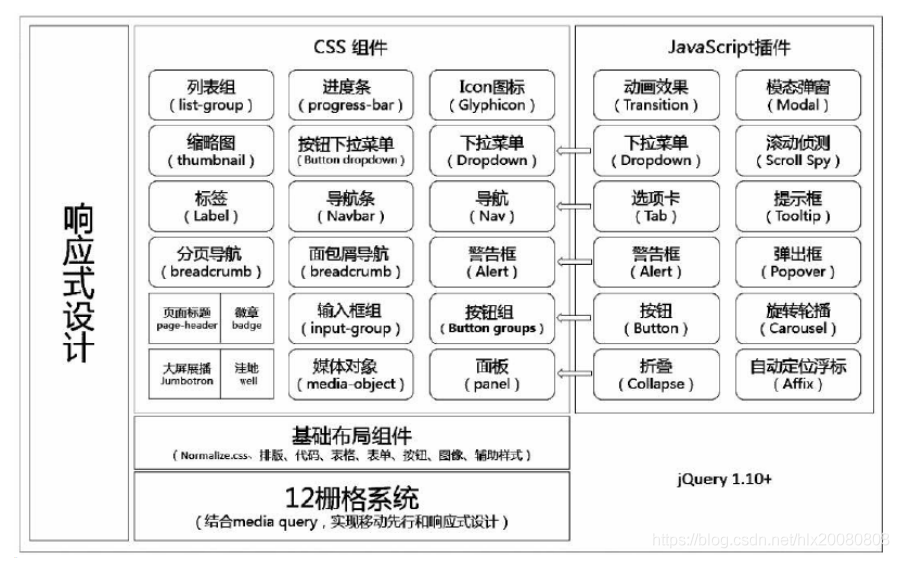 响应式设计
CSS 组件
列表组
(list-group)
进度条
(progress-bar)
Icon图标
(Glyphicon)
缩略图
(thumbnail)
按钮下拉菜单
(Button dropdown)
下拉菜单
(Dropdown)
标签
(Label)
导航条
(Navbar)
导航
(Nav)
分页导航
(breadcrumb)
面包屑导航
(breadcrumb)
警告框
(Alert)
页面标题
page-header
徽章
badge
输入框组
(input-group)
按钮组
(Button groups)
大屏展播
Jumbotron
洼地
well
媒体对象
(media-object)
面板
(panel)
JavaScript插件
动画效果
(Transition)
模态弹窗
(Modal)
下拉菜单
(Dropdown)
滚动侦测
(Scroll Spy)
选项卡
(Tab)
提示框
(Tooltip)
警告框
(Alert)
弹出框
(Popover)
按钮
(Button)
旋转轮播
(Carousel)
折叠
(Collapse)
自动定位浮标
(Affix)
基础布局组件
(Normalize.css、排版、代码、表格、表单、按钮、图像、辅助样式)
12栅格系统
(结合media query，实现移动先行和响应式设计)
jQuery 1.10+
https://blog.csdn.net/hlx20080808